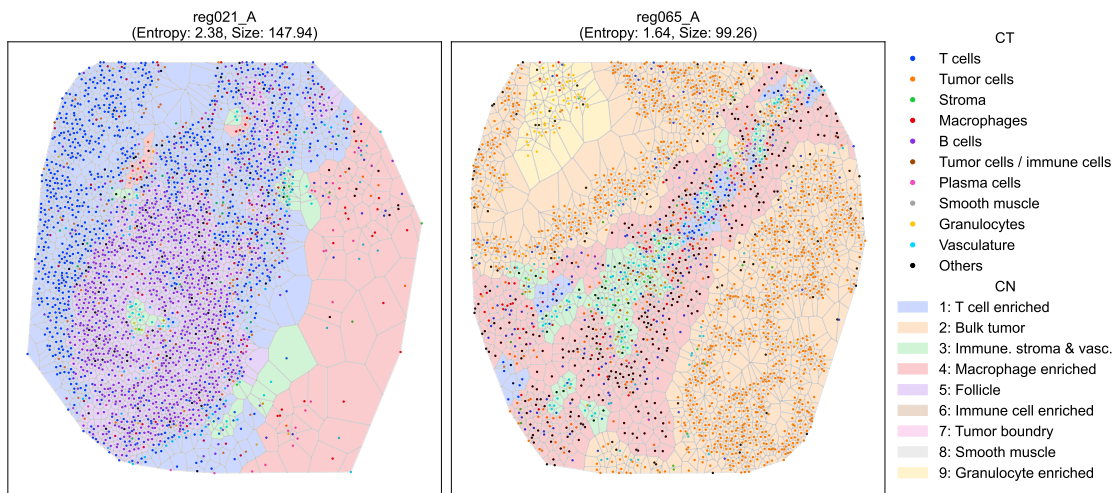 reg021_A
(Entropy: 2.38, Size: 147.94)
reg065_A
(Entropy: 1.64, Size: 99.26)
CT
T cells
Tumor cells
Stroma
Macrophages
B cells
Tumor cells / immune cells
Plasma cells
Smooth muscle
Granulocytes
Vasculature
Others
CN
1: T cell enriched
2: Bulk tumor
3: Immune. stroma & vasc.
4: Macrophage enriched
5: Follicle
6: Immune cell enriched
7: Tumor boundry
8: Smooth muscle
9: Granulocyte enriched